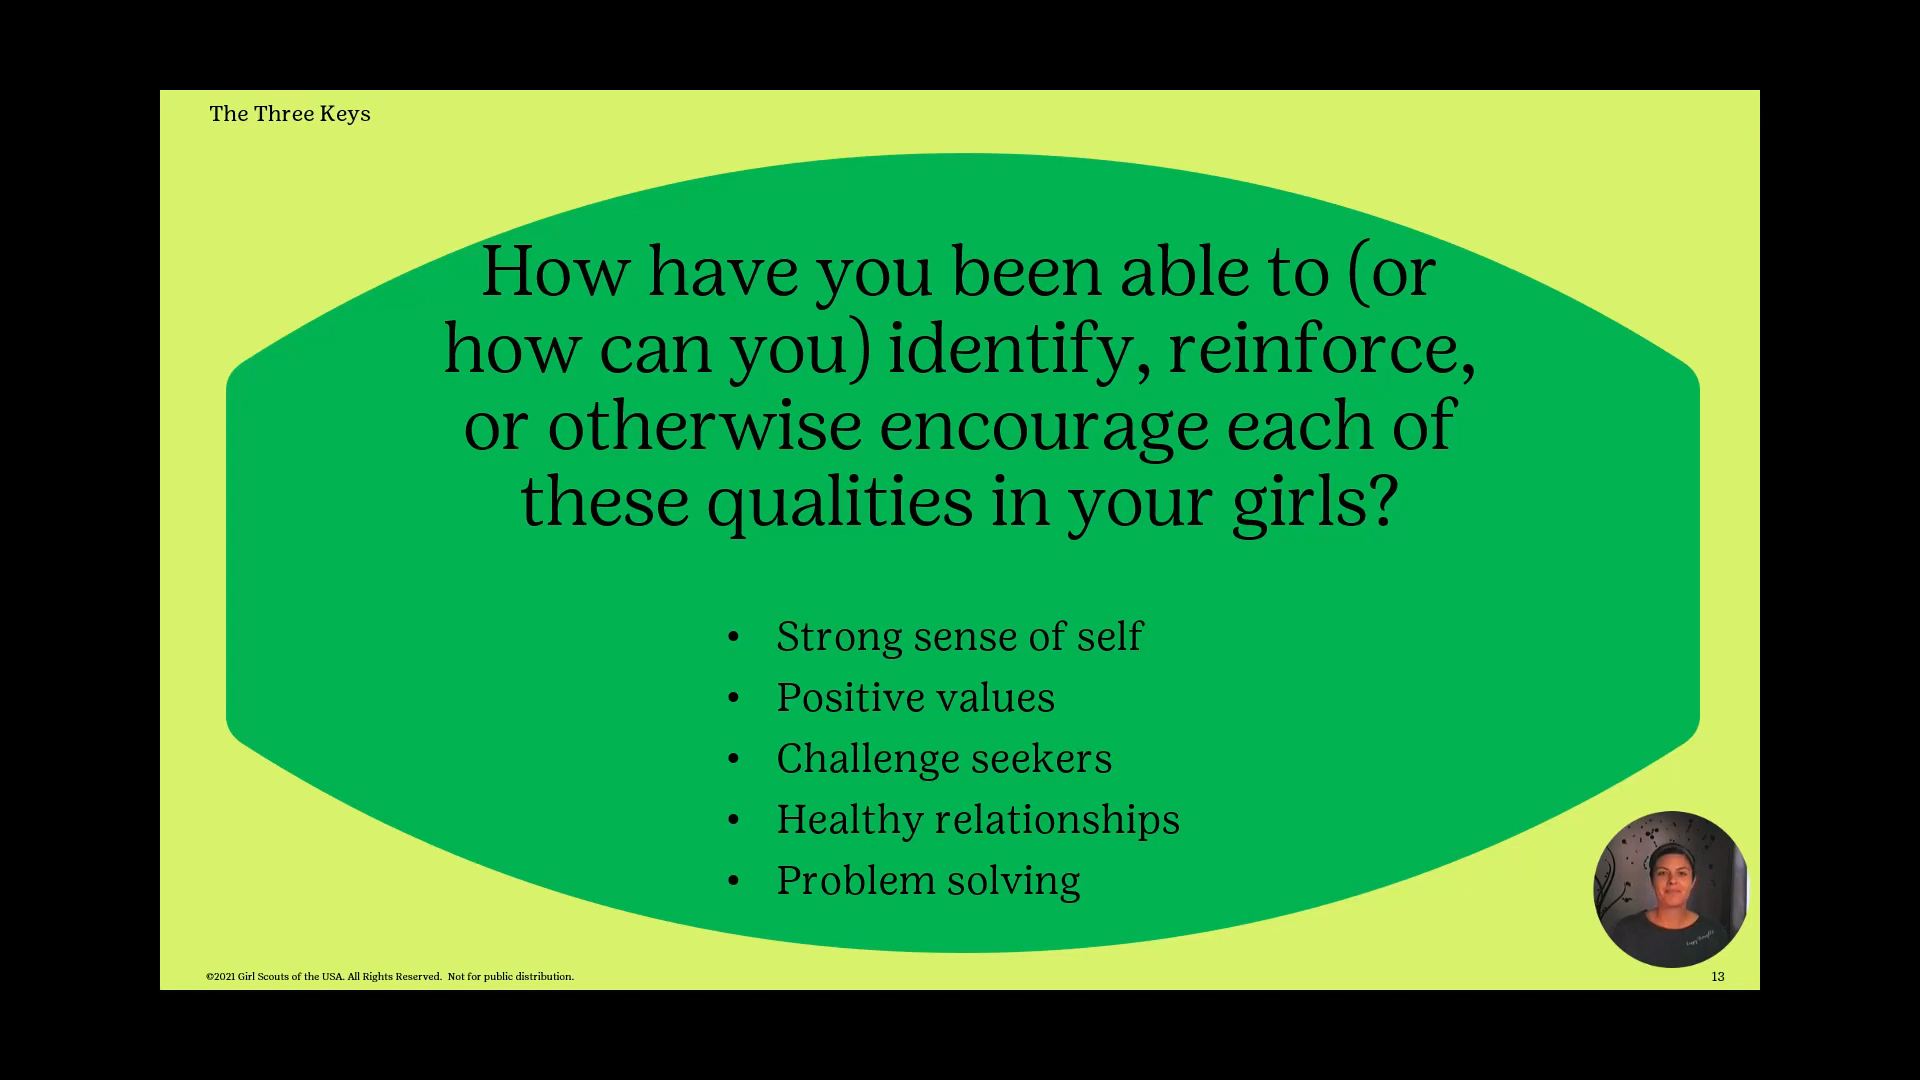 The Three Keys
How have you been able to (or
how can you) identify, reinforce,
or otherwise encourage each of
these qualities in your girls?
• Strong sense of self
• Positive values
• Challenge seekers
• Healthy relationships
• Problem solving
©2021 Girl Scouts of the USA. All Rights Reserved. Not for public distribution.
13